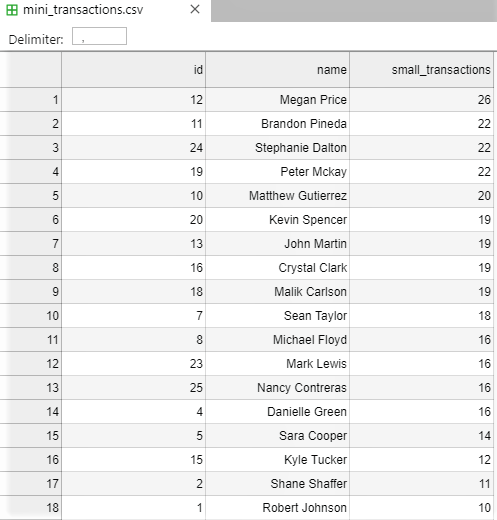 mini_transactions.csv
Delimiter: ,
id name small_transactions
1 12 Megan Price 26
2 11 Brandon Pineda 22
3 24 Stephanie Dalton 22
4 19 Peter Mckay 22
5 10 Matthew Gutierrez 20
6 20 Kevin Spencer 19
7 13 John Martin 19
8 16 Crystal Clark 19
9 18 Malik Carlson 19
10 7 Sean Taylor 18
11 8 Michael Floyd 16
12 23 Mark Lewis 16
13 25 Nancy Contreras 16
14 4 Danielle Green 16
15 5 Sara Cooper 14
16 15 Kyle Tucker 12
17 2 Shane Shaffer 11
18 1 Robert Johnson 10